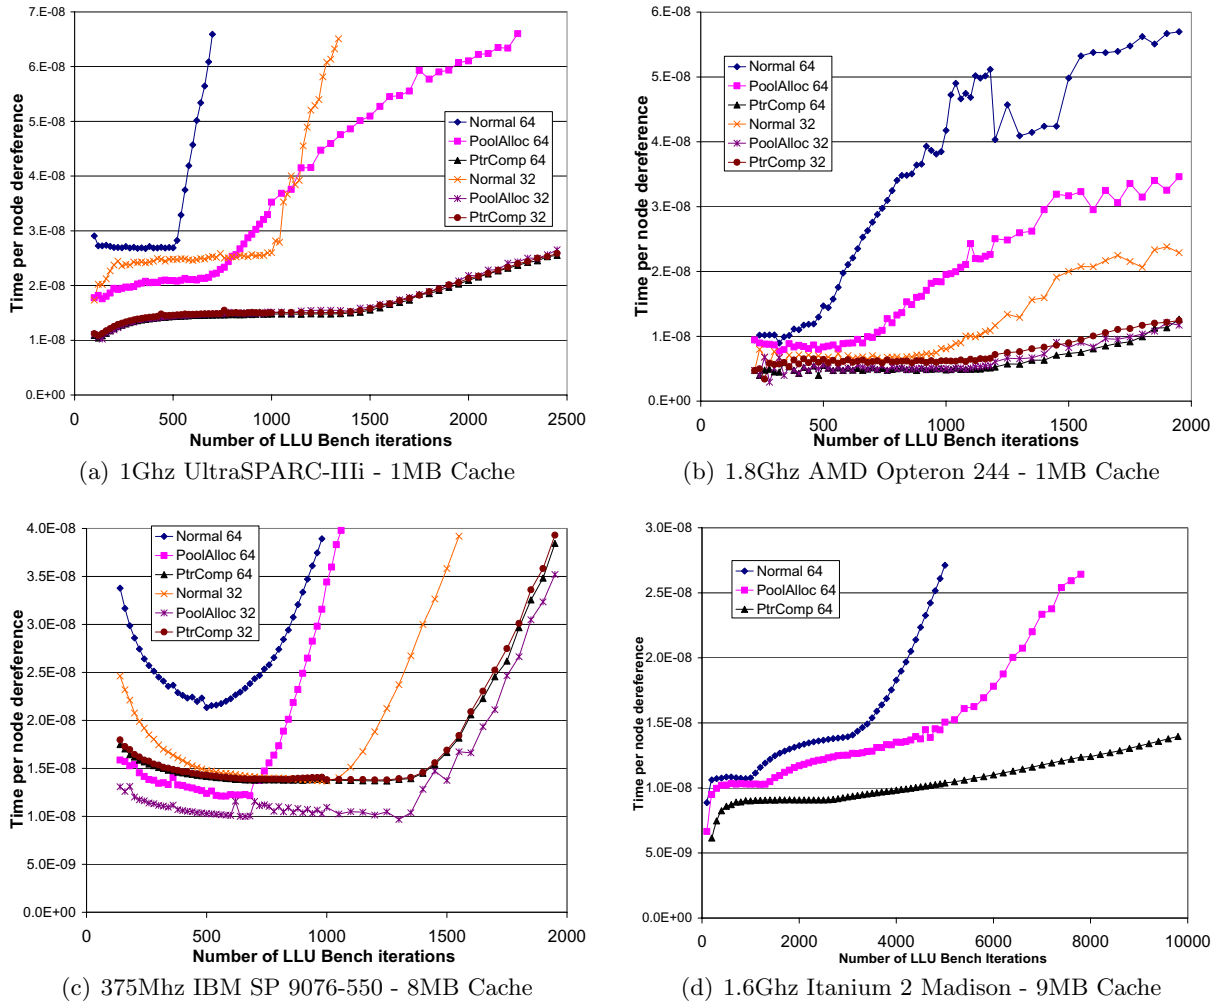 7.E-08
6.E-08
5.E-08
4.E-08
3.E-08
2.E-08
1.E-08
0.E+00
Time per node dereference
Normal 64
PoolAlloc 64
PtrComp 64
Normal 32
PoolAlloc 32
PtrComp 32
0
500
1000
1500
2000
2500
Number of LLU Bench iterations
(a) 1Ghz UltraSPARC-IIIi - 1MB Cache
6.E-08
5.E-08
4.E-08
3.E-08
2.E-08
1.E-08
0.E+00
Time per node dereference
Normal 64
PoolAlloc 64
PtrComp 64
Normal 32
PoolAlloc 32
PtrComp 32
0
500
1000
1500
2000
Number of LLU Bench iterations
(b) 1.8Ghz AMD Opteron 244 - 1MB Cache
4.0E-08
3.5E-08
3.0E-08
2.5E-08
2.0E-08
1.5E-08
1.0E-08
5.0E-09
0.0E+00
Time per node dereference
Normal 64
PoolAlloc 64
PtrComp 64
Normal 32
PoolAlloc 32
PtrComp 32
0
500
1000
1500
2000
Number of LLU Bench iterations
(c) 375Mhz IBM SP 9076-550 - 8MB Cache
3.0E-08
2.5E-08
2.0E-08
1.5E-08
1.0E-08
5.0E-09
0.0E+00
Time per node dereference
Normal 64
PoolAlloc 64
PtrComp 64
0
2000
4000
6000
8000
10000
Number of LLU Bench Iterations
(d) 1.6Ghz Itanium 2 Madison - 9MB Cache